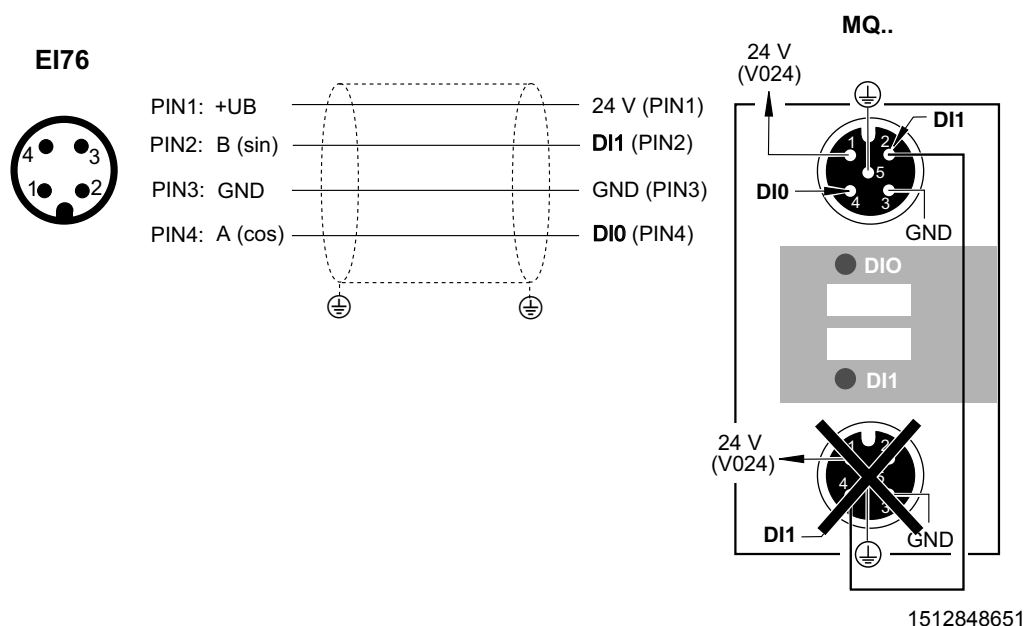 MQ..
EI76
24 V
(V024)
4 3
1 2
PIN1: +UB 24 V (PIN1)
PIN2: B (sin) DI1 (PIN2)
PIN3: GND GND (PIN3)
PIN4: A (cos) DI0 (PIN4)
1 2 DI1
5
DI0 4 3
GND
DIO
DI1
24 V
(V024)
1 2
5
4 3
DI1
GND
1512848651